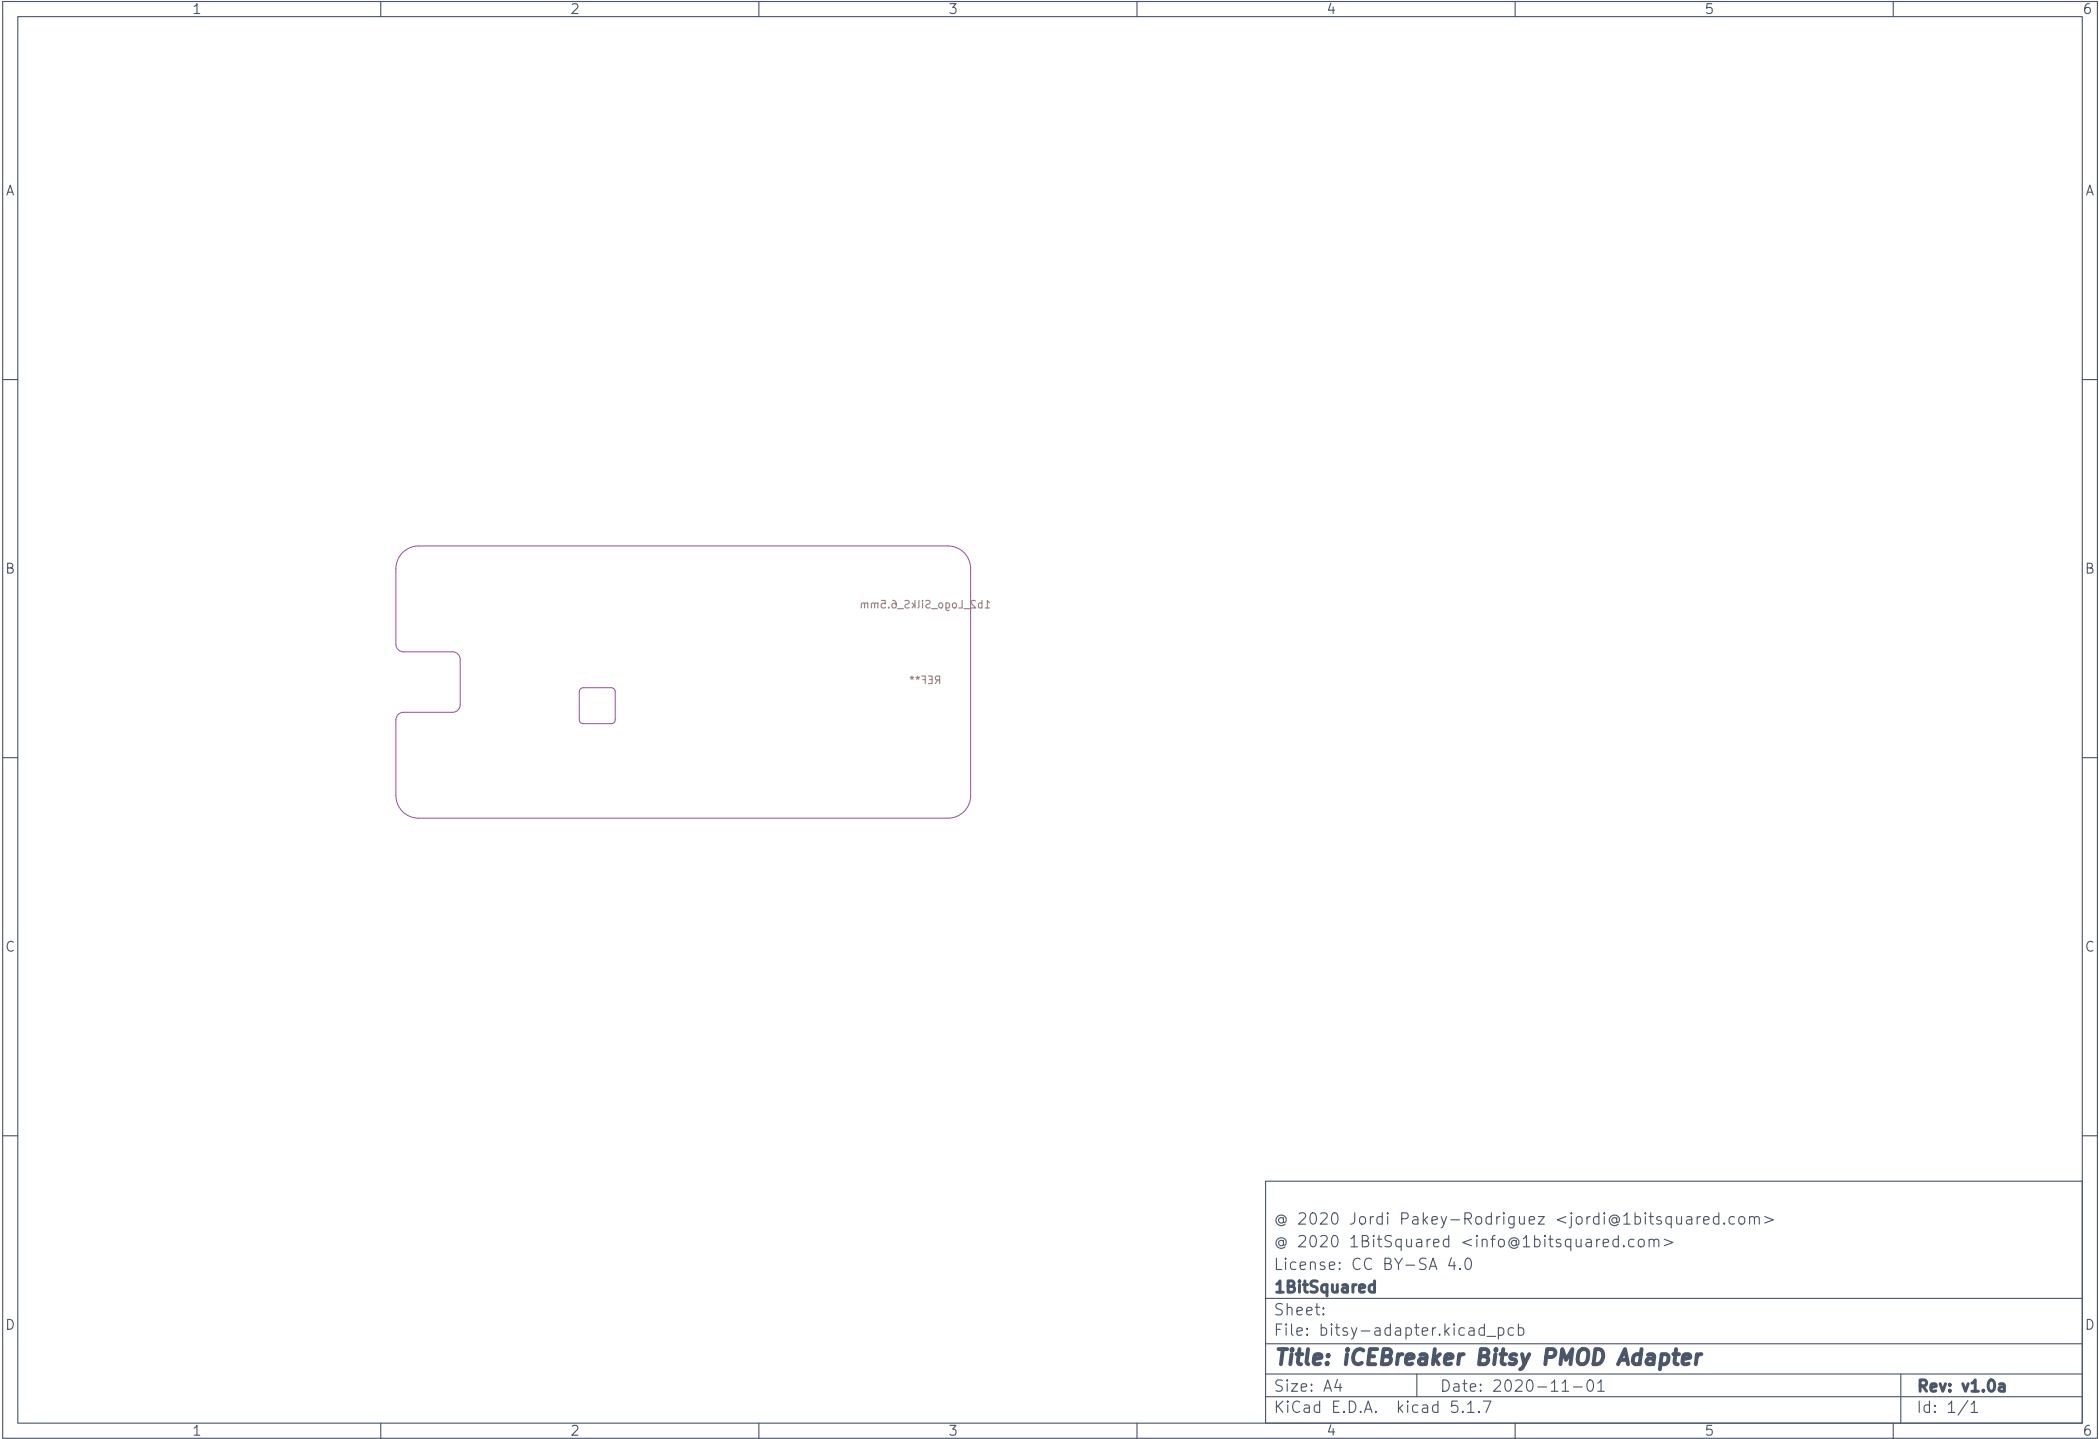 1 2 3 4 5 6
A A
B B
1b2_Logo_SilkS_6.5mm
REF**
C C
@ 2020 Jordi Pakey-Rodriguez <jordi@1bitsquared.com>
@ 2020 1BitSquared <info@1bitsquared.com>
License: CC BY-SA 4.0
1BitSquared
Sheet:
File: bitsy-adapter.kicad_pcb
D D
Title: iCEBreaker Bitsy PMOD Adapter
Size: A4 Date: 2020-11-01 Rev: v1.0a
KiCad E.D.A. kicad 5.1.7 Id: 1/1
1 2 3 4 5 6